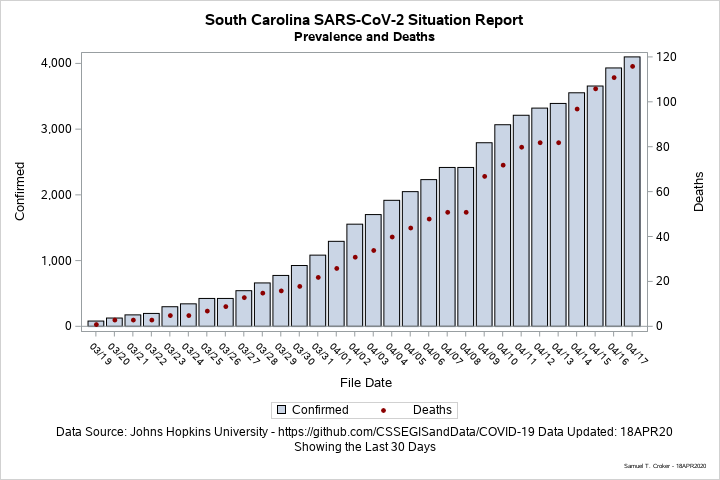 South Carolina SARS-CoV-2 Situation Report
Prevalence and Deaths
4,000
3,000
2,000
1,000
0
Confirmed
120
100
80
60
40
20
0
Deaths
03/19 03/20 03/21 03/22 03/23 03/24 03/25 03/26 03/27 03/28 03/29 03/30 03/31 04/01 04/02 04/03 04/04 04/05 04/06 04/07 04/08 04/09 04/10 04/11 04/12 04/13 04/14 04/15 04/16 04/17
File Date
Confirmed Deaths
Data Source: Johns Hopkins University - https://github.com/CSSEGISandData/COVID-19 Data Updated: 18APR20
Showing the Last 30 Days
Samuel T. Croker - 18APR2020